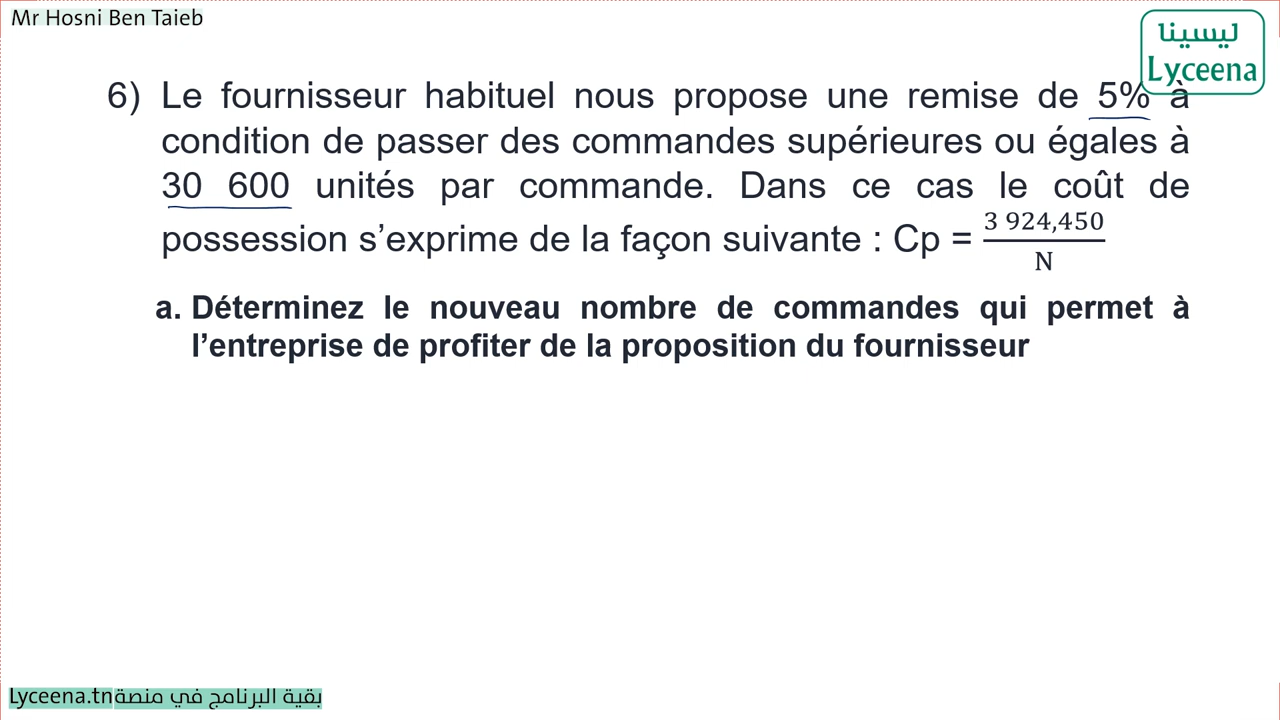 Mr Hosni Ben Taieb
ليسينا
Lyceena
6) Le fournisseur habituel nous propose une remise de 5% à
condition de passer des commandes supérieures ou égales à
30 600 unités par commande. Dans ce cas le coût de
possession s’exprime de la façon suivante : Cp = 3 924,450 / N
a. Déterminez le nouveau nombre de commandes qui permet à
l’entreprise de profiter de la proposition du fournisseur
بقية البرنامج في منصة Lyceena.tn